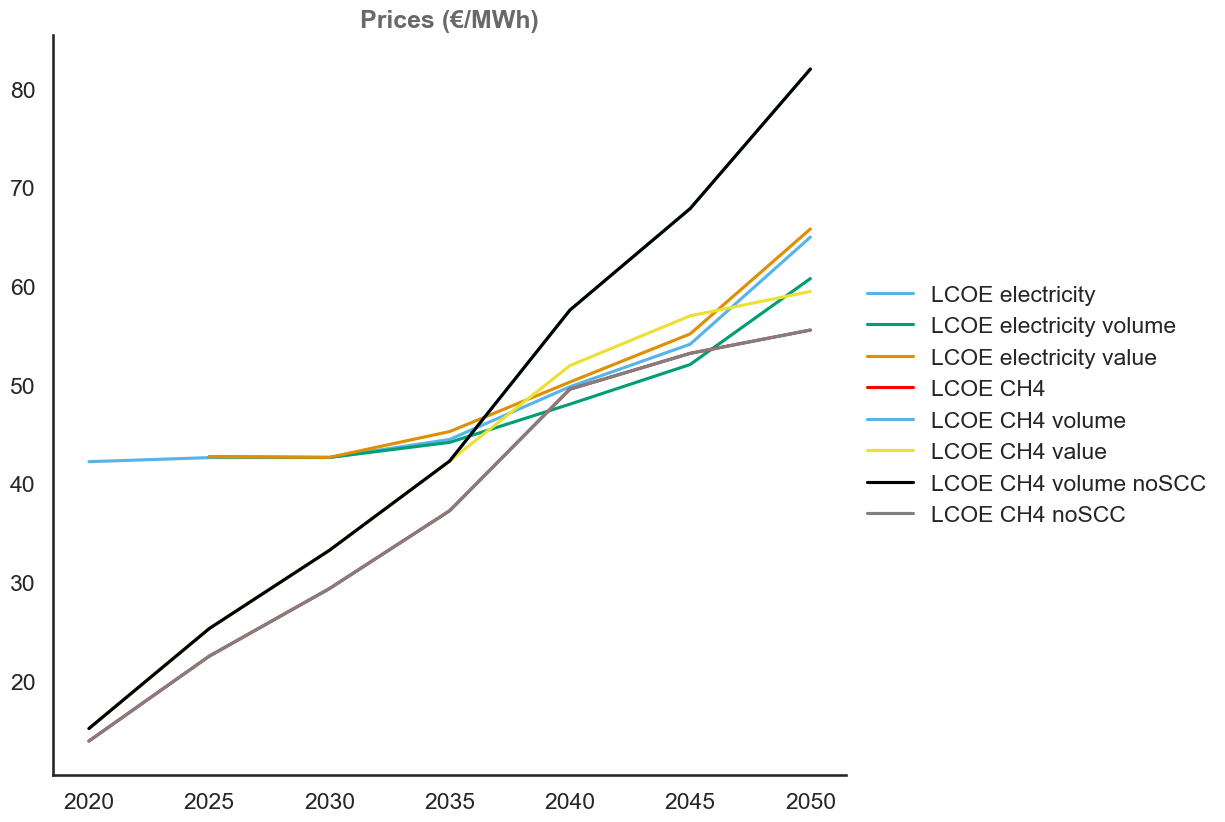 Prices (€/MWh)
80
70
60
50
40
30
20
2020 2025 2030 2035 2040 2045 2050
LCOE electricity
LCOE electricity volume
LCOE electricity value
LCOE CH4
LCOE CH4 volume
LCOE CH4 value
LCOE CH4 volume noSCC
LCOE CH4 noSCC